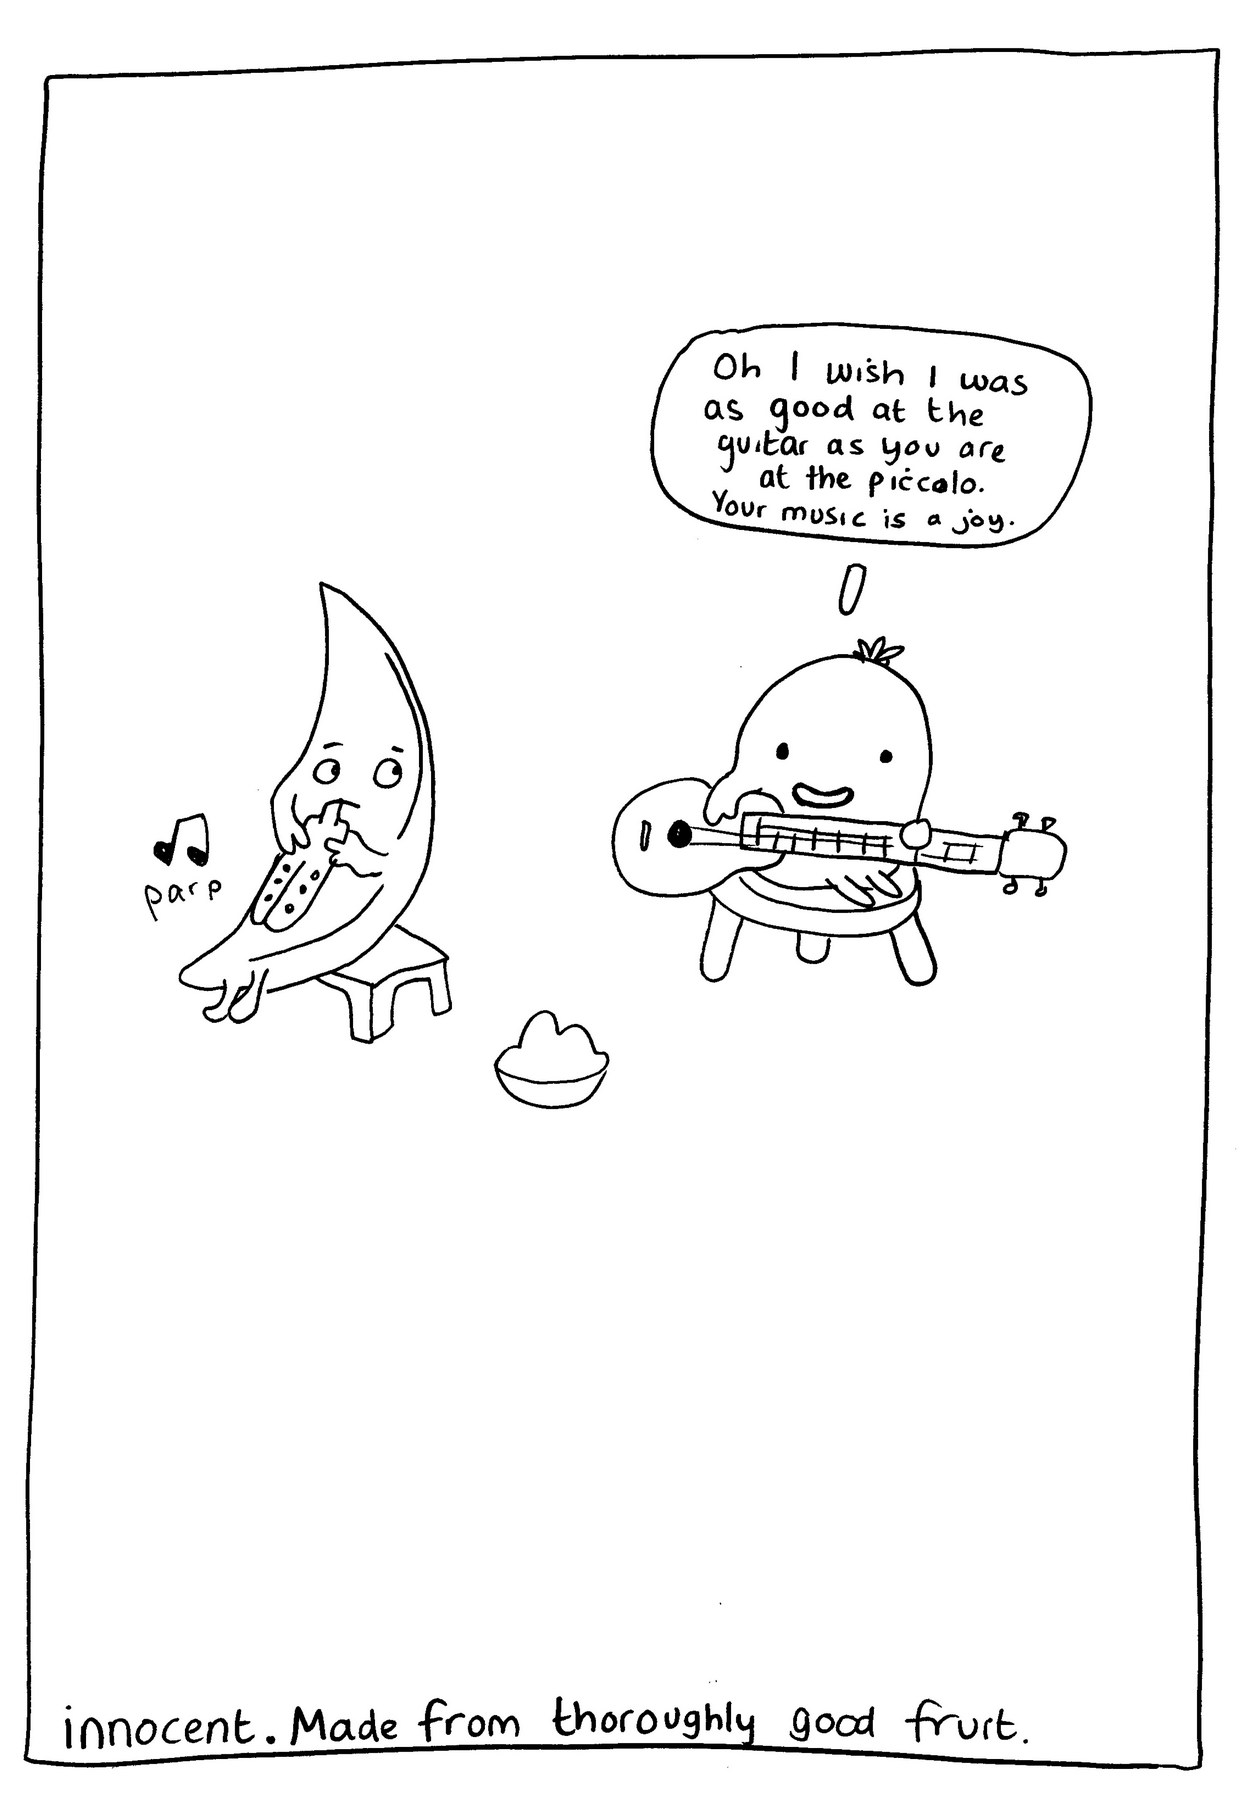 Oh I wish I was
as good at the
guitar as you are
at the piccolo.
Your music is a joy.
parp
innocent. Made from thoroughly good fruit.